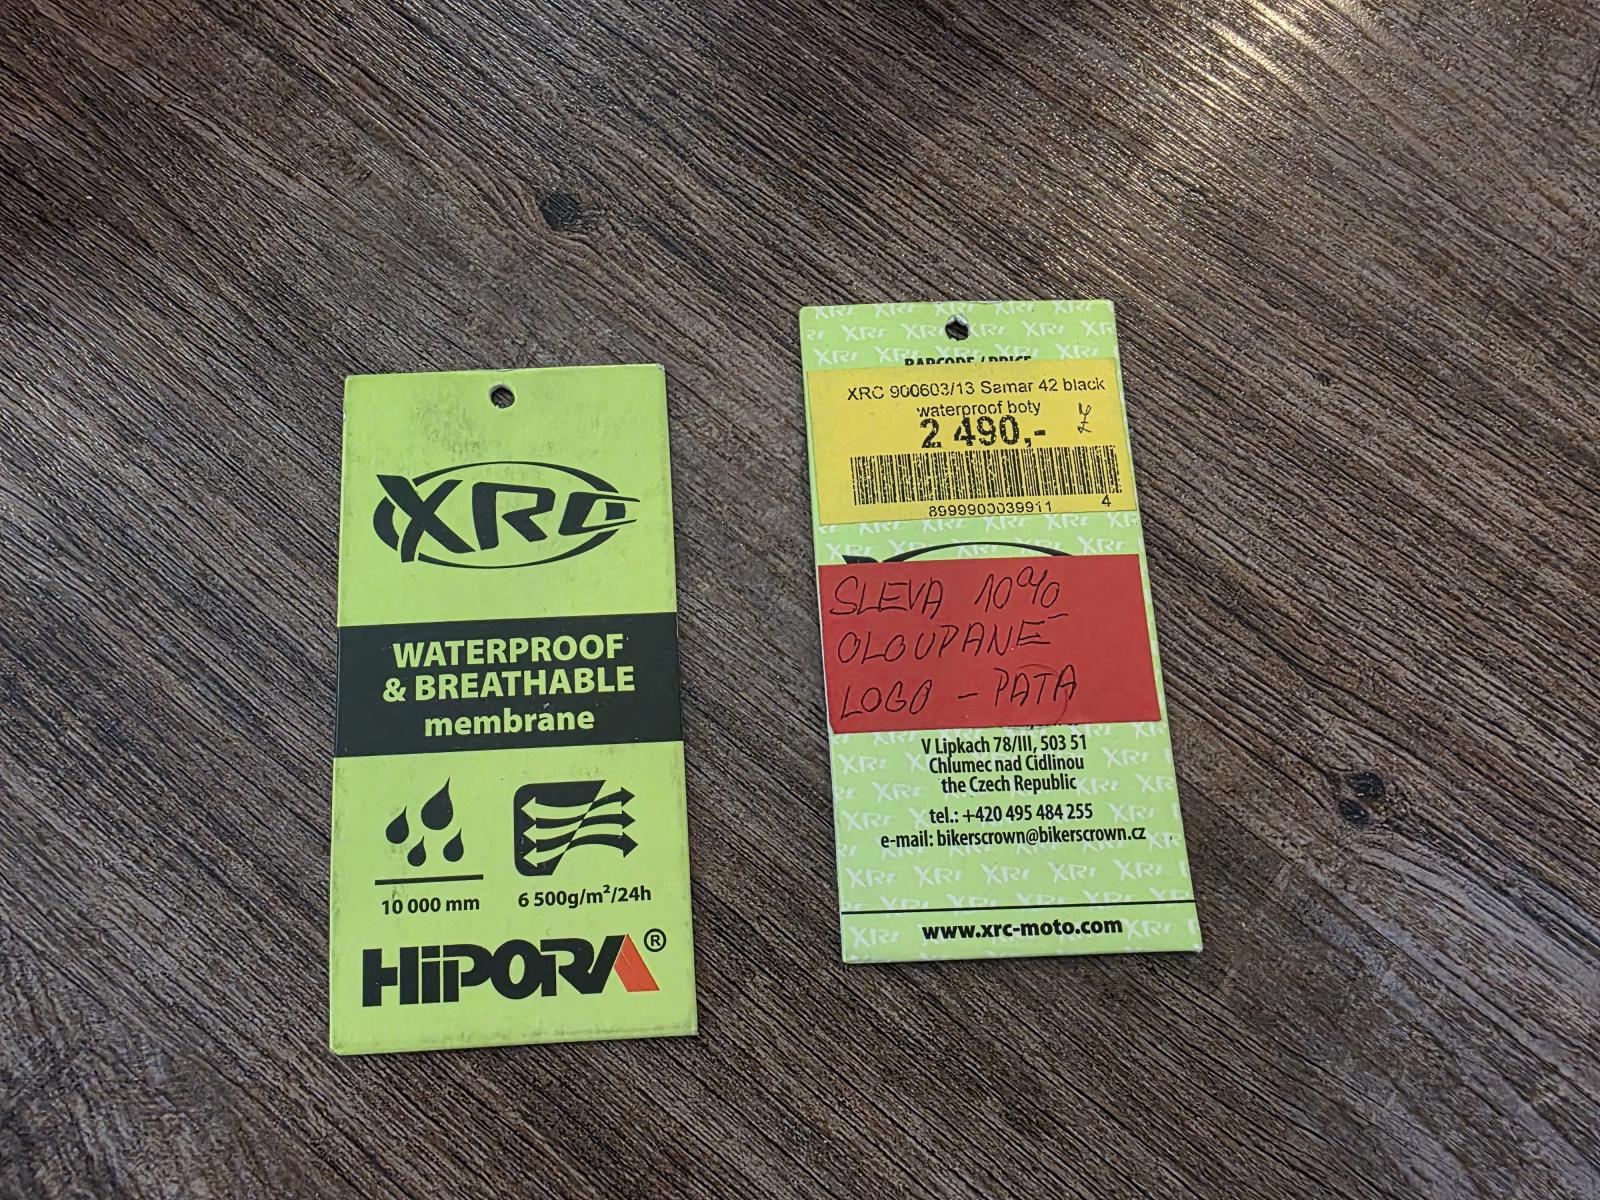 XRC
WATERPROOF
& BREATHABLE
membrane
10 000 mm
6 500g/m²/24h
HiPORA®
BARCODE / PRICE
XRC 900603/13 Samar 42 black
waterproof boty
2 490,-
8999900039911 4
SLEVA 10%
OLOUPANÉ
LOGO - PATA
V Lipkach 78/III, 503 51
Chlumec nad Cidlinou
the Czech Republic
tel.: +420 495 484 255
e-mail: bikerscrown@bikerscrown.cz
www.xrc-moto.com